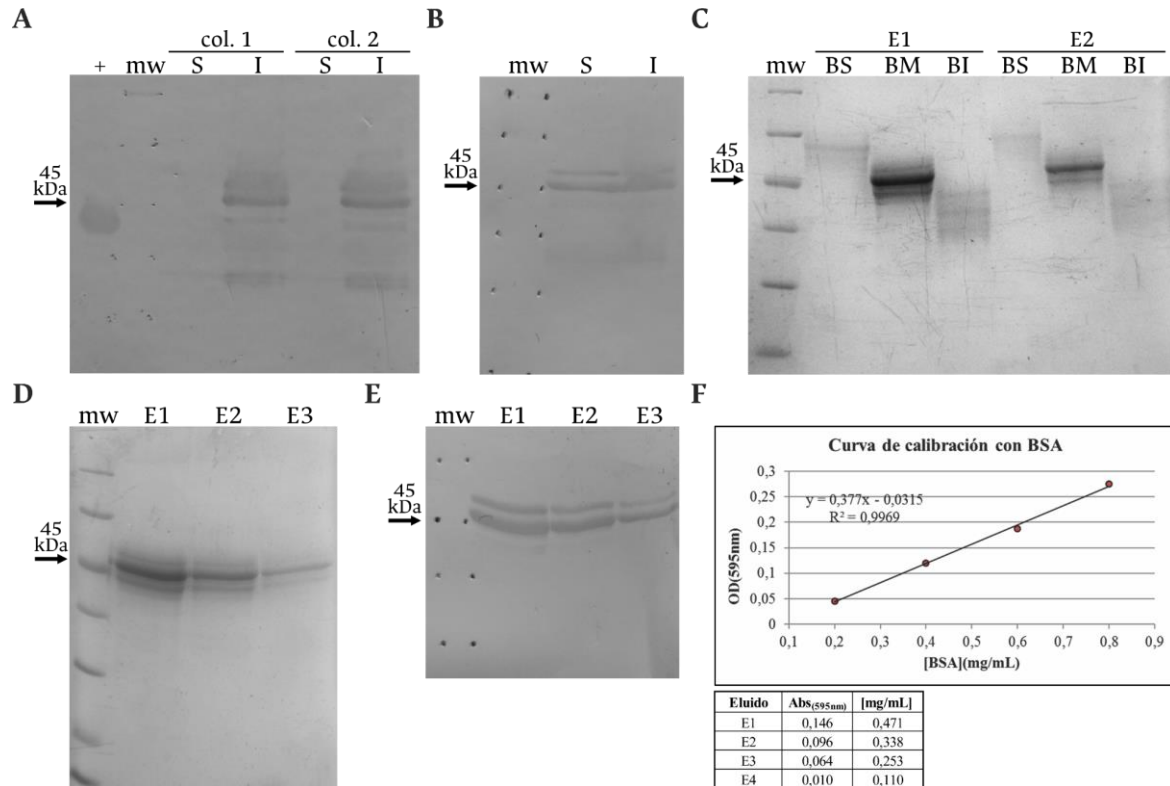 A
col. 1 col. 2
+ mw S I S I
45
kDa
B
mw S I
45
kDa
C
E1 E2
mw BS BM BI BS BM BI
45
kDa
D
mw E1 E2 E3
45
kDa
E
mw E1 E2 E3
45
kDa
F
Curva de calibración con BSA
y = 0,377x - 0,0315
R² = 0,9969
OD(595nm)
0,3
0,25
0,2
0,15
0,1
0,05
0
0,1 0,2 0,3 0,4 0,5 0,6 0,7 0,8 0,9
[BSA](mg/mL)
Eluido Abs(595nm) [mg/mL]
E1 0,146 0,471
E2 0,096 0,338
E3 0,064 0,253
E4 0,010 0,110